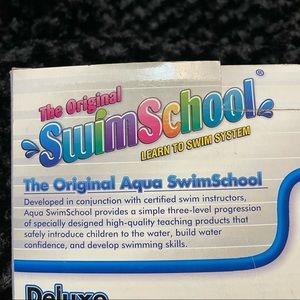 The Original
SwimSchool®
LEARN TO SWIM SYSTEM
The Original Aqua SwimSchool
Developed in conjunction with certified swim instructors,
Aqua SwimSchool provides a simple three-level progression
of specially designed high-quality teaching products that
safely introduce children to the water, build water
confidence, and develop swimming skills.
Deluxe